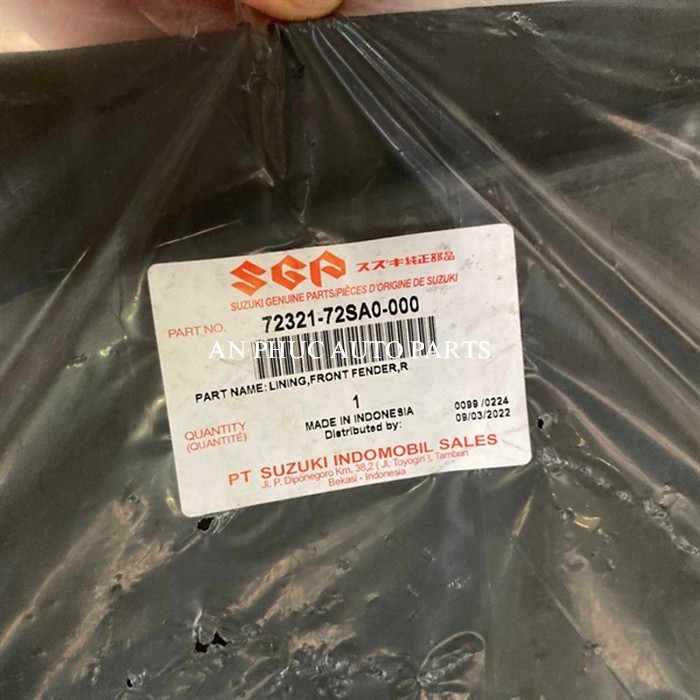 SGP スズキ純正部品
SUZUKI GENUINE PARTS/PIÈCES D'ORIGINE DE SUZUKI
PART NO. 72321-72SA0-000
AN PHUC AUTO PARTS
PART NAME: LINING,FRONT FENDER,R
QUANTITY 1
(QUANTITÉ)
MADE IN INDONESIA 0099 /0224
Distributed by: 09/03/2022
PT SUZUKI INDOMOBIL SALES
Jl. P. Diponegoro Km. 38,2 ( Jl. Toyogiri ), Tambun
Bekasi - Indonesia